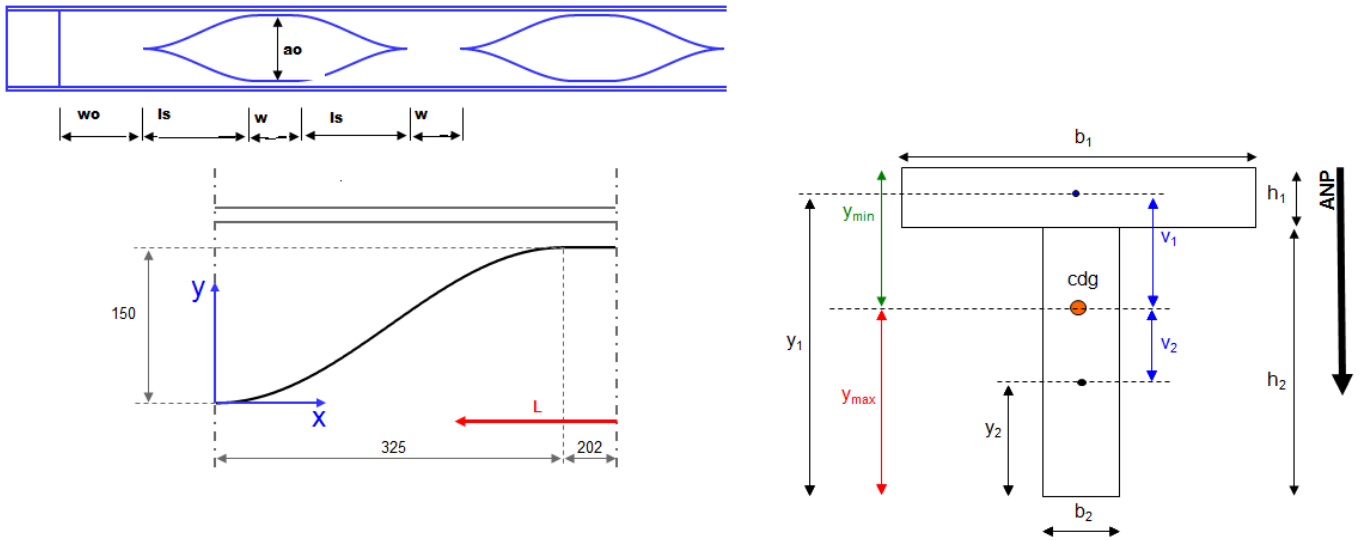 ao
wo
ls
w
ls
w
150
y
x
L
325
202
b₁
h₁
ANP
yₘᵢₙ
v₁
cdg
y₁
v₂
h₂
yₘₐₓ
y₂
b₂